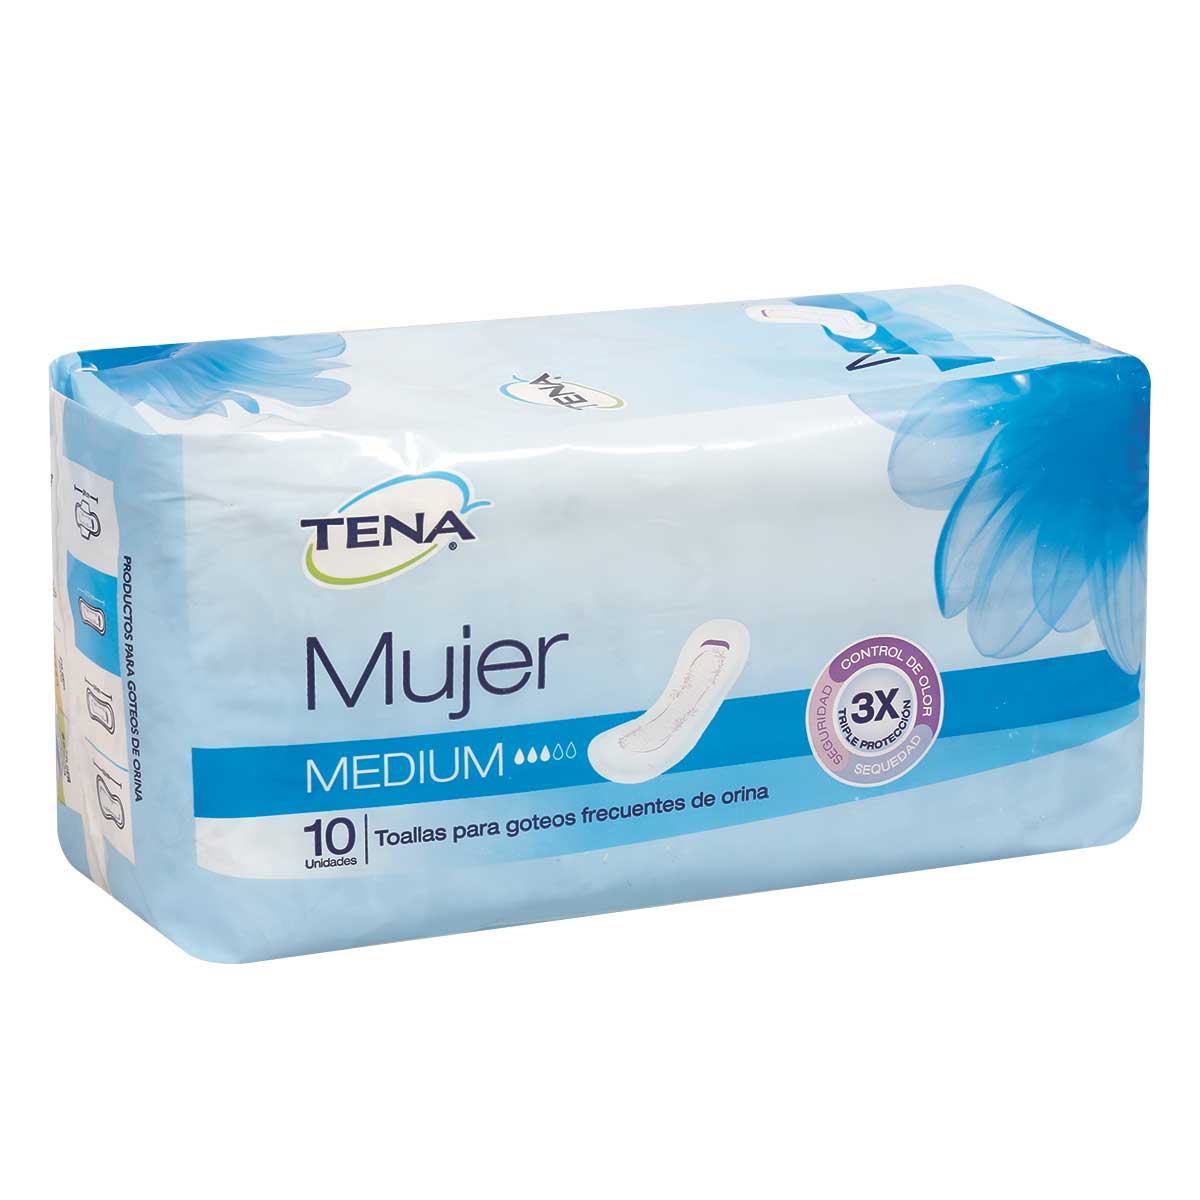 TENA
M
TENA®
Mujer
MEDIUM
10 Unidades
Toallas para goteos frecuentes de orina
CONTROL DE OLOR
SEGURIDAD
3X
TRIPLE PROTECCIÓN
SEQUEDAD
PRODUCTOS PARA GOTEOS DE ORINA